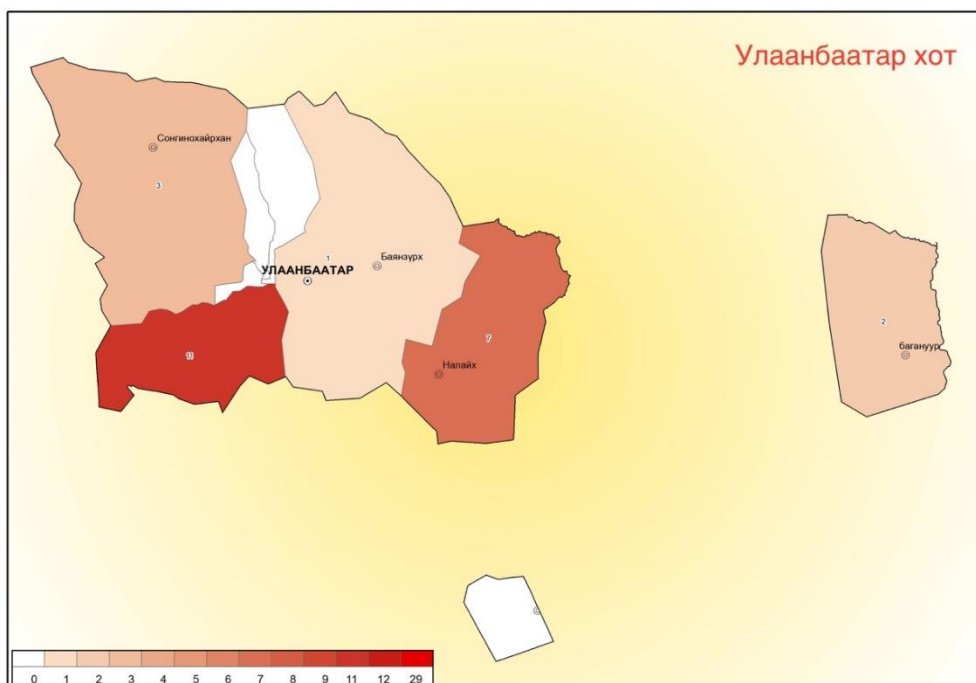 Улаанбаатар хот
Сонгинохайрхан
3
1
Баянзүрх
УЛААНБААТАР
11
7
Налайх
2
багануур
0 1 2 3 4 5 6 7 8 9 11 12 29